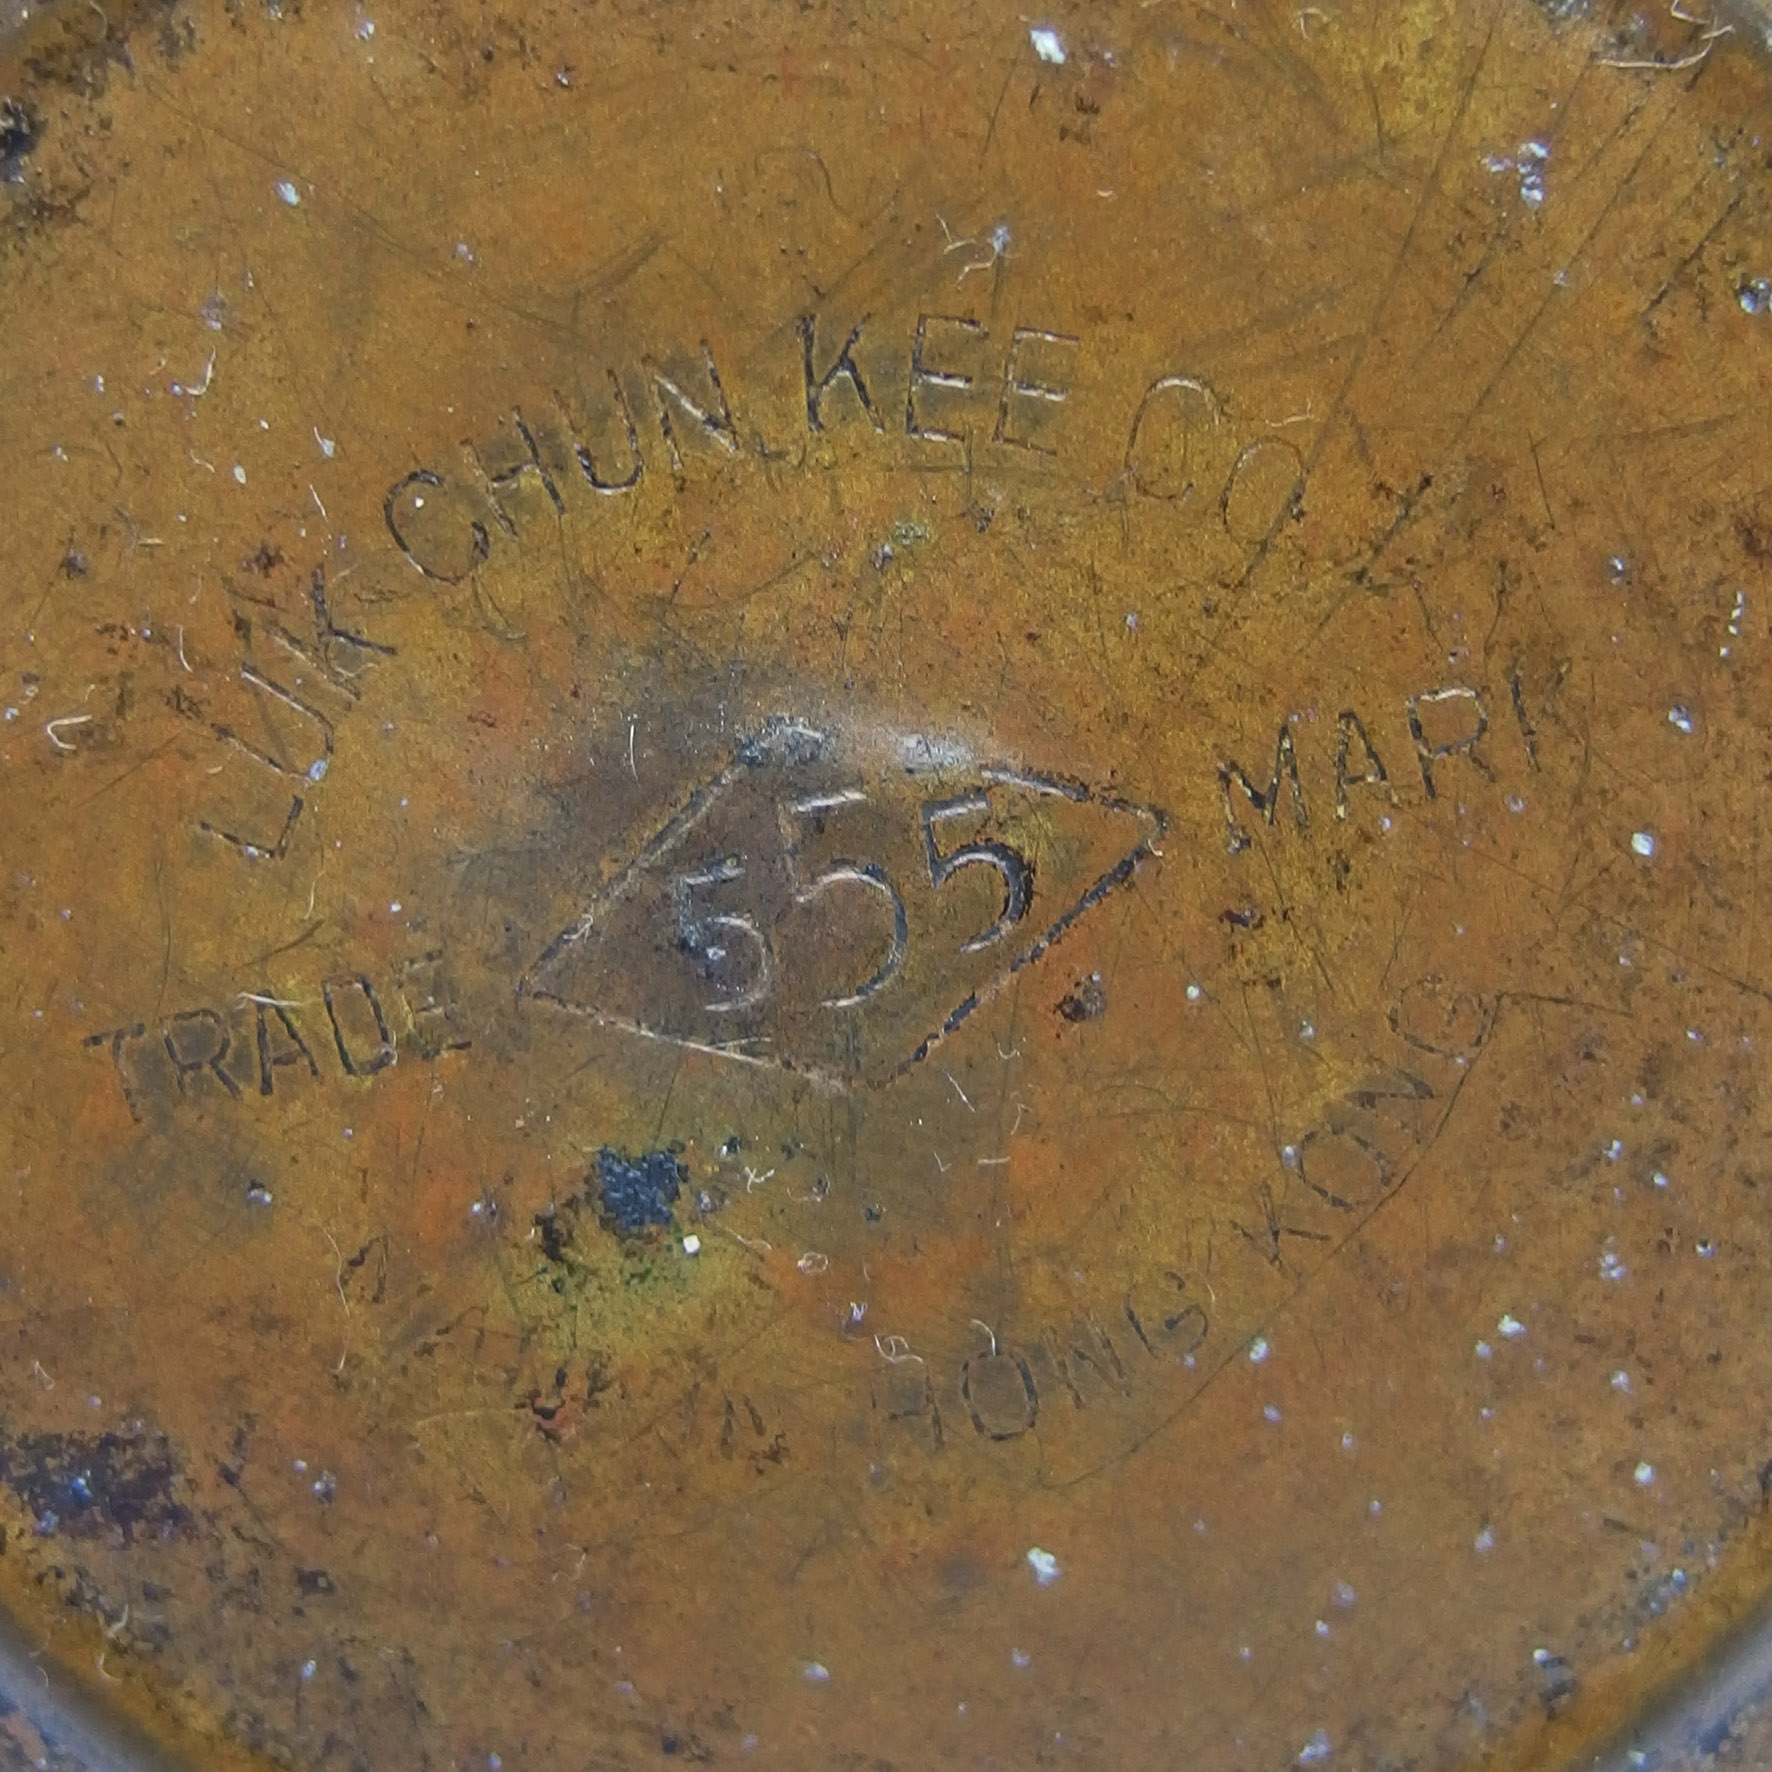 LUK CHUN KEE CO
TRADE 555 MARK
HONG KONG